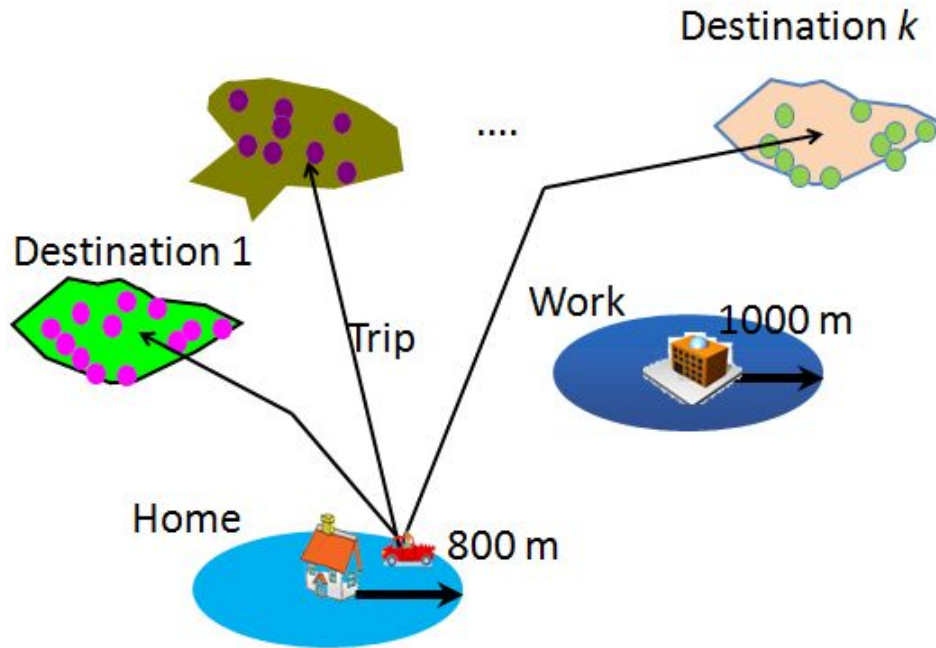 Destination k
....
Destination 1
Work
1000 m
Trip
Home
800 m